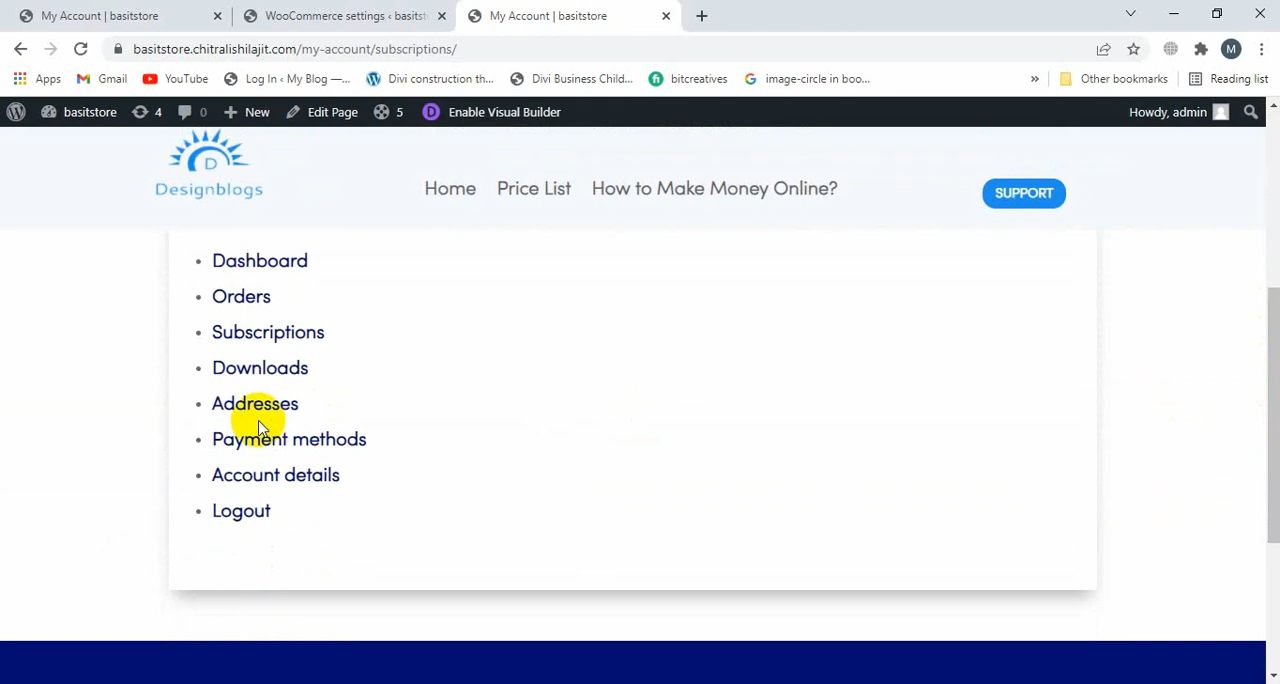 My Account | basitstore
WooCommerce settings ‹ basitst
My Account | basitstore
basitstore.chitralishilajit.com/my-account/subscriptions/
M
Apps
Gmail
YouTube
Log In ‹ My Blog —...
Divi construction th...
Divi Business Child...
fi
bitcreatives
G
image-circle in boo...
»
Other bookmarks
Reading list
basitstore
4
0
New
Edit Page
5
D
Enable Visual Builder
Howdy, admin
D
Designblogs
Home
Price List
How to Make Money Online?
SUPPORT
• Dashboard
• Orders
• Subscriptions
• Downloads
• Addresses
• Payment methods
• Account details
• Logout